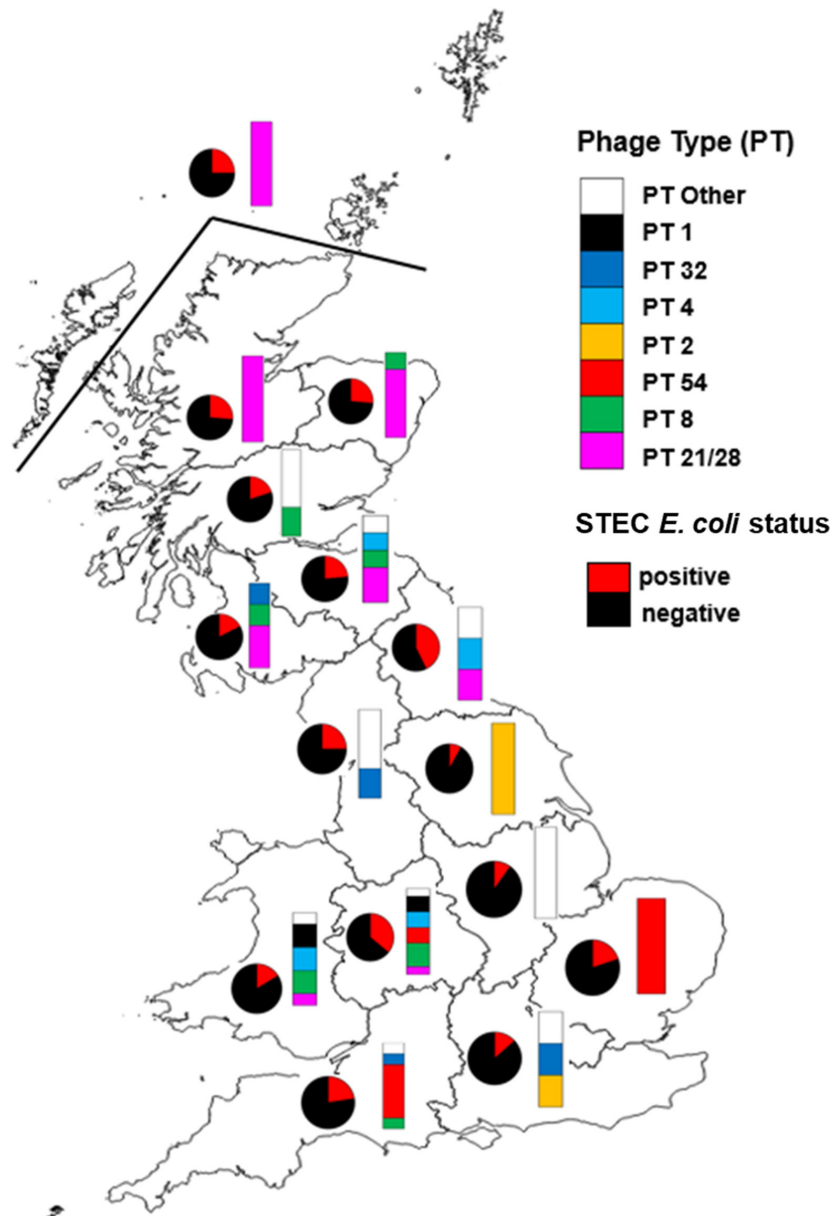 Phage Type (PT)
PT Other
PT 1
PT 32
PT 4
PT 2
PT 54
PT 8
PT 21/28
STEC E. coli status
positive
negative